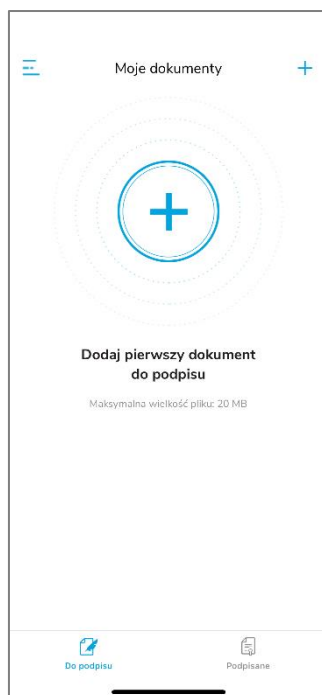 Moje dokumenty
Dodaj pierwszy dokument
do podpisu
Maksymalna wielkość pliku: 20 MB
Do podpisu
Podpisane